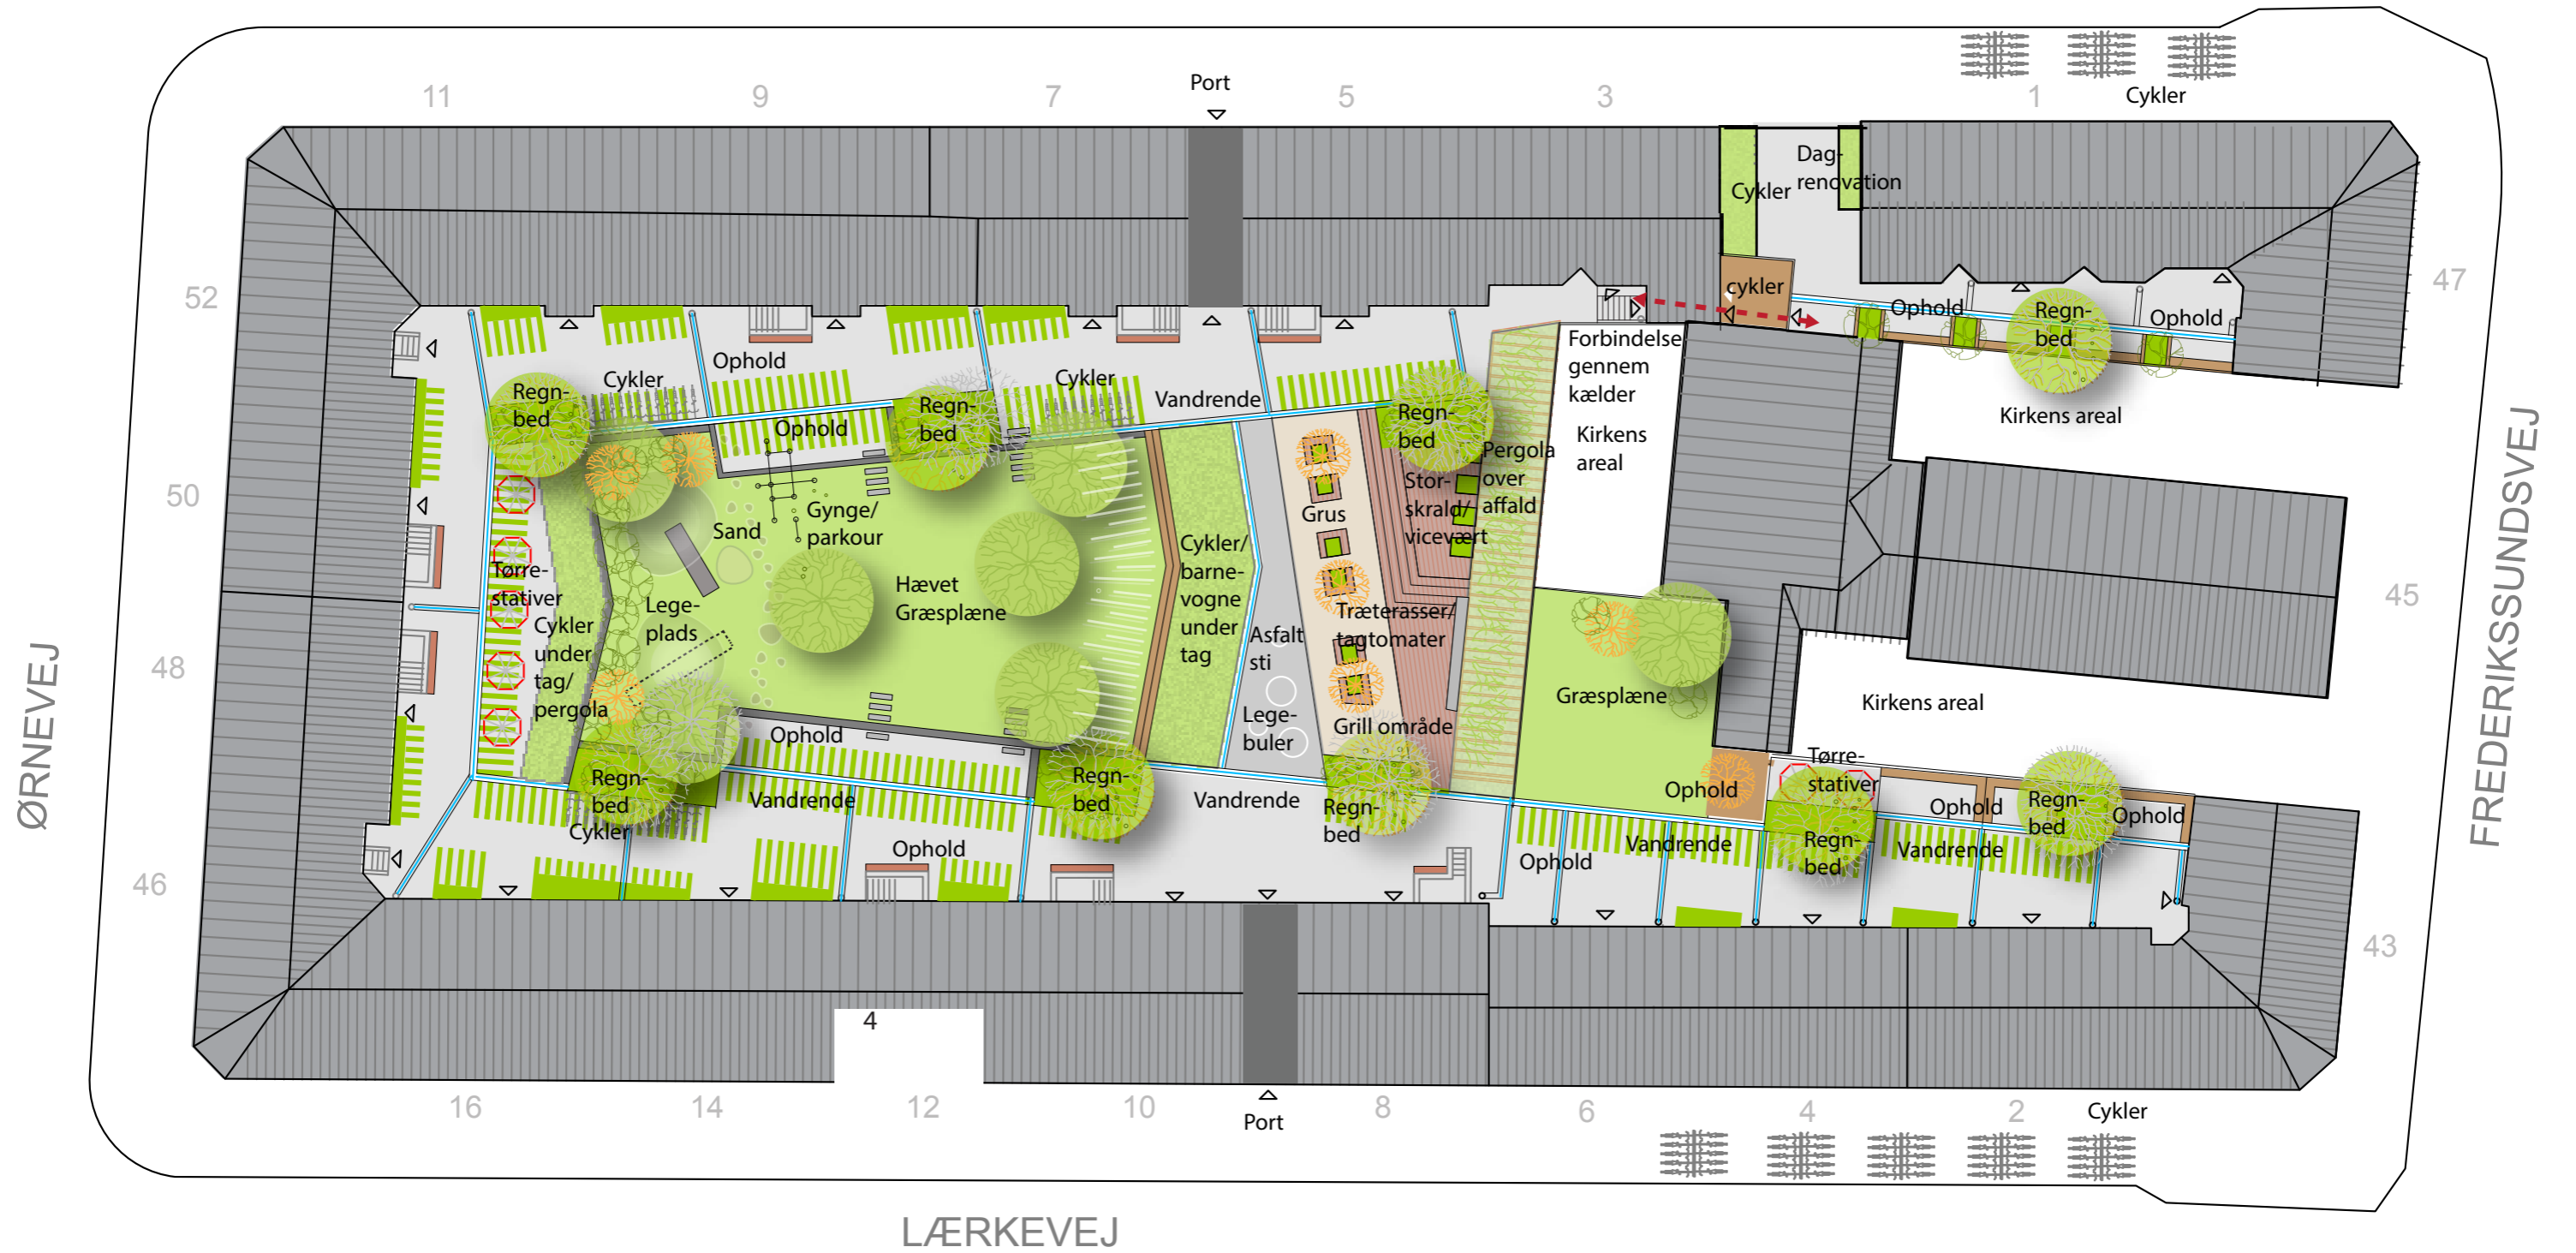 Port
11
9
7
5
3
1
Cykler
Dag-
renovation
Cykler
52
47
cykler
Ophold
Regn-
bed
Ophold
Forbindelse
gennem
kælder
Kirkens
areal
Kirkens areal
Ophold
Cykler
Cykler
Vandrende
Regn-
bed
Ophold
Regn-
bed
Regn-
bed
Pergola
over
affald
50
Sand
Gynge/
parkour
Grus
Stor-
skrald/
vicevært
Tørre-
stativer
Cykler
under
tag/
pergola
Lege-
plads
Hævet
Græsplæne
Cykler/
barne-
vogne
under
tag
Asfalt
sti
Træterasser/
tagtomater
45
FREDERIKSSUNDSVEJ
ØRNEVEJ
48
Lege-
buler
Grill område
Græsplæne
Kirkens areal
Ophold
Regn-
bed
Cykler
Vandrende
Regn-
bed
Vandrende
Regn-
bed
Ophold
Tørre-
stativer
Regn-
bed
Ophold
Regn-
bed
Ophold
46
Ophold
Ophold
Vandrende
Vandrende
43
4
16
14
12
10
8
6
4
2
Cykler
Port
LÆRKEVEJ